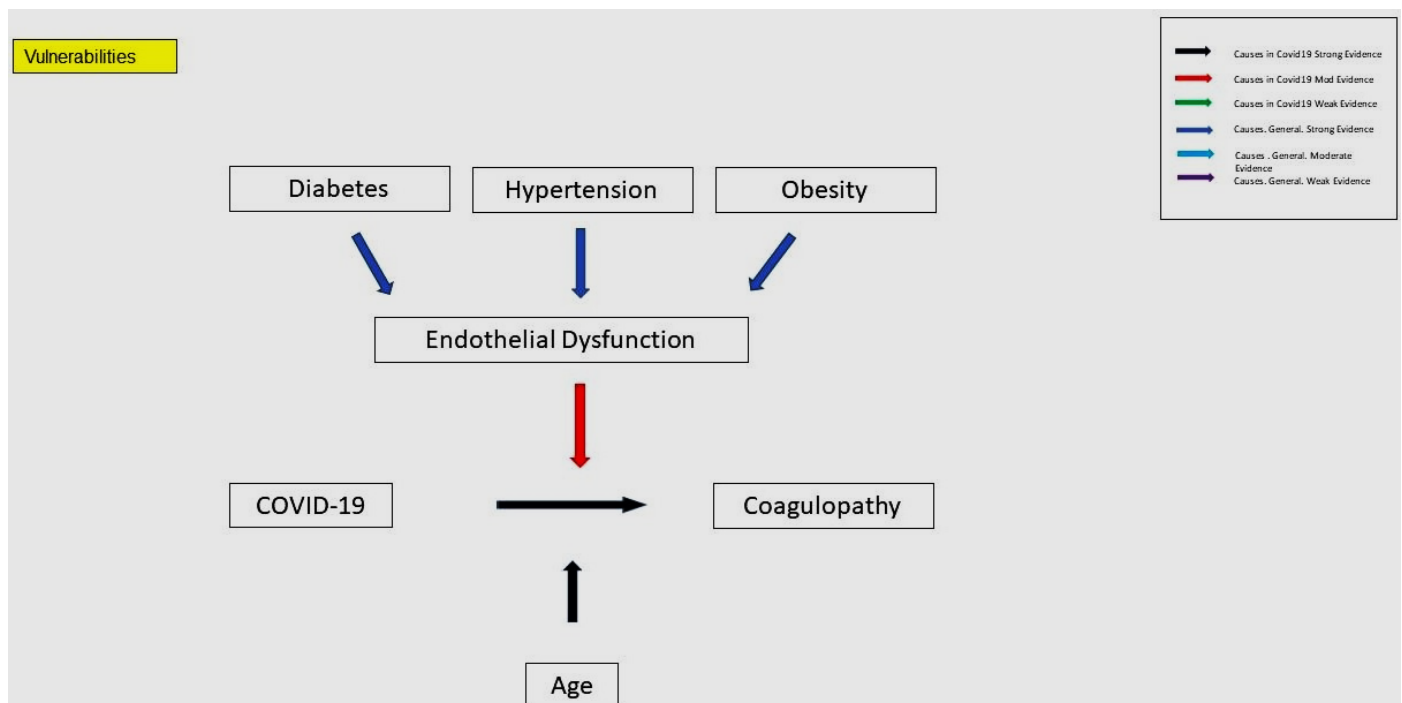 Vulnerabilities
Causes in Covid19 Strong Evidence
Causes in Covid19 Mod Evidence
Causes in Covid19 Weak Evidence
Causes. General. Strong Evidence
Causes . General. Moderate
Evidence
Causes. General. Weak Evidence
Diabetes
Hypertension
Obesity
Endothelial Dysfunction
COVID-19
Coagulopathy
Age